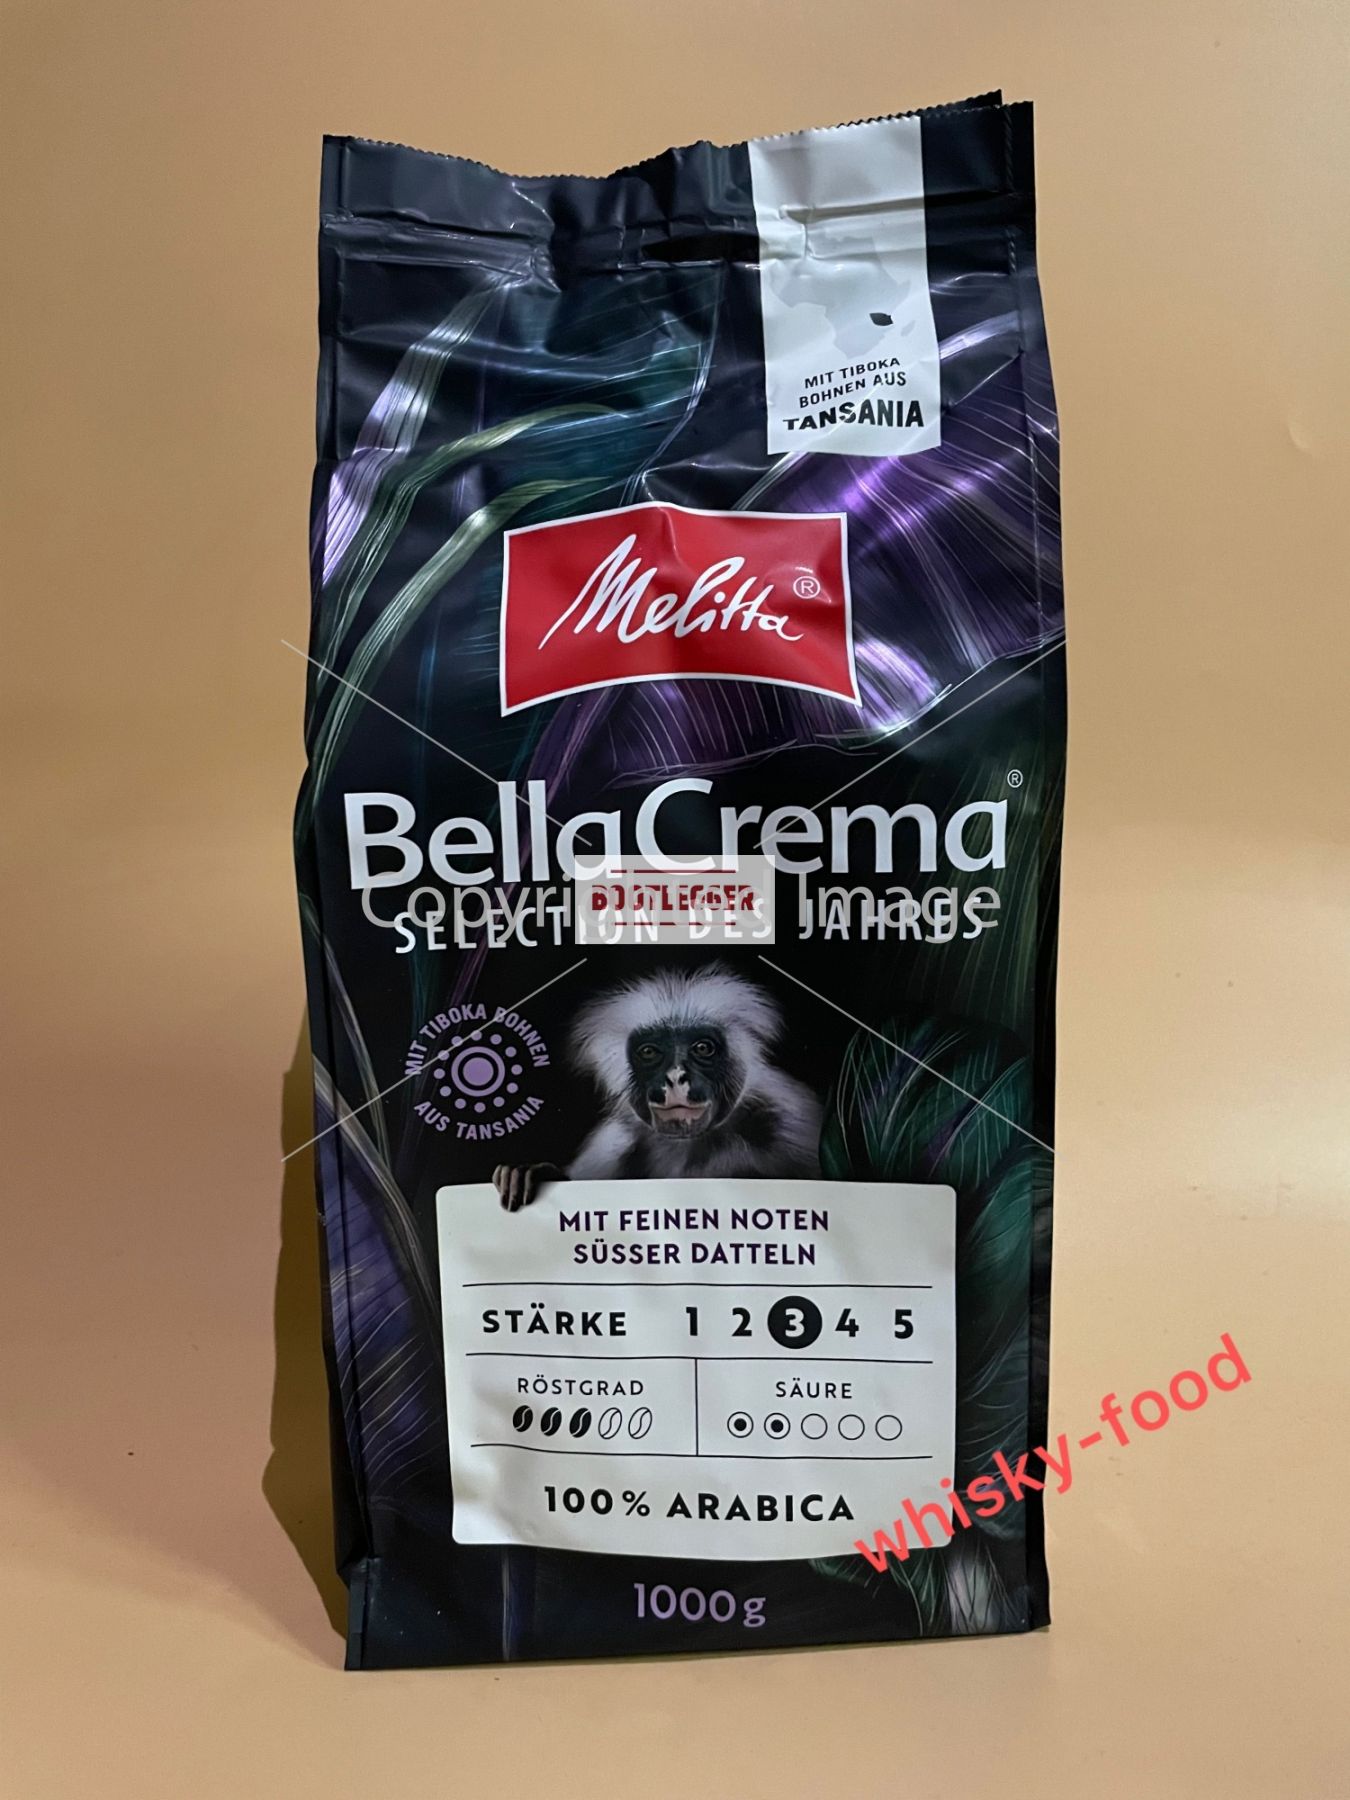 MIT TIBOKA
BOHNEN AUS
TANSANIA
Melitta®
BellaCrema®
Copyrighted Image
BOOTLEGGER
SELECTION DES JAHRES
MIT TIBOKA BOHNEN
AUS TANSANIA
MIT FEINEN NOTEN
SÜSSER DATTELN
STÄRKE 1 2 3 4 5
RÖSTGRAD
SÄURE
100% ARABICA
whisky-food
1000g